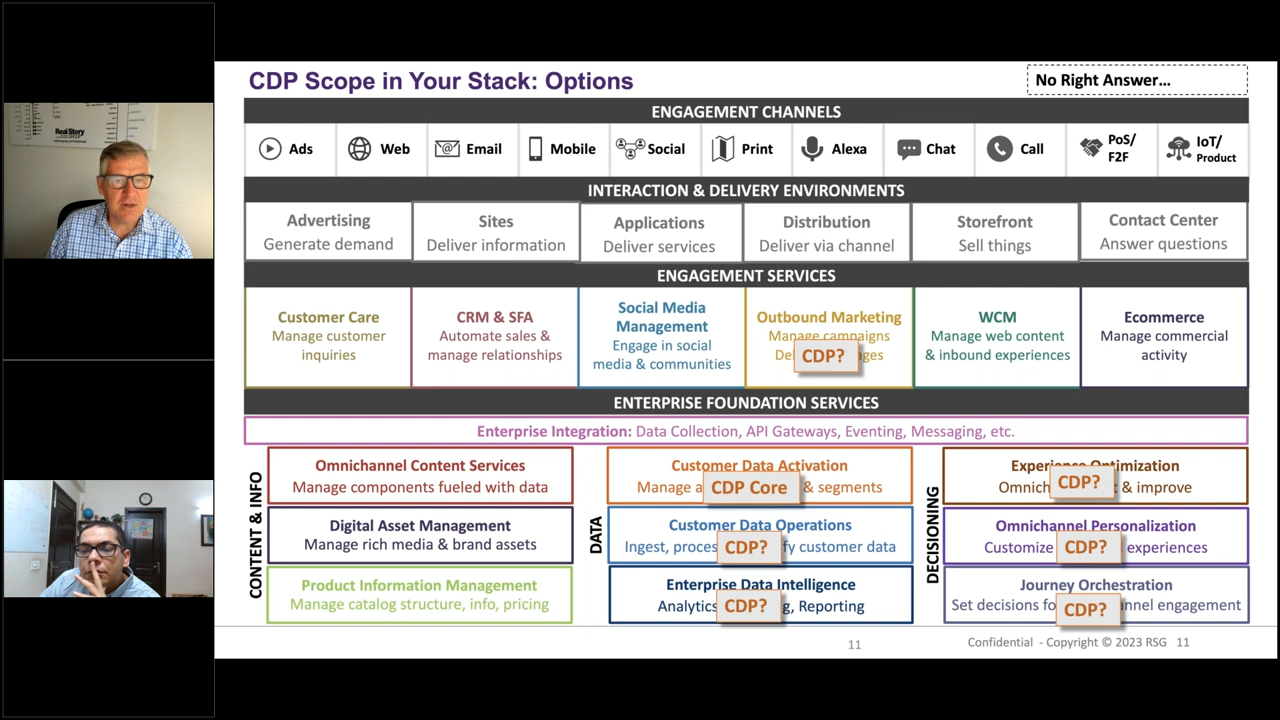 Real Story
CDP Scope in Your Stack: Options
No Right Answer…
ENGAGEMENT CHANNELS
Ads
Web
Email
Mobile
Social
Print
Alexa
Chat
Call
PoS/
F2F
IoT/
Product
INTERACTION & DELIVERY ENVIRONMENTS
Advertising
Generate demand
Sites
Deliver information
Applications
Deliver services
Distribution
Deliver via channel
Storefront
Sell things
Contact Center
Answer questions
ENGAGEMENT SERVICES
Customer Care
Manage customer
inquiries
CRM & SFA
Automate sales &
manage relationships
Social Media
Management
Engage in social
media & communities
Outbound Marketing
Manage campaigns
CDP?
WCM
Manage web content
& inbound experiences
Ecommerce
Manage commercial
activity
ENTERPRISE FOUNDATION SERVICES
Enterprise Integration: Data Collection, API Gateways, Eventing, Messaging, etc.
CONTENT & INFO
Omnichannel Content Services
Manage components fueled with data
Digital Asset Management
Manage rich media & brand assets
Product Information Management
Manage catalog structure, info, pricing
DATA
Customer Data Activation
Manage & segments
CDP Core
Customer Data Operations
Ingest, customer data
CDP?
Enterprise Data Intelligence
Analytics Reporting
CDP?
DECISIONING
Experience Optimization
& improve
CDP?
Omnichannel Personalization
Customize experiences
CDP?
Journey Orchestration
Set decisions engagement
CDP?
11
Confidential - Copyright © 2023 RSG 11